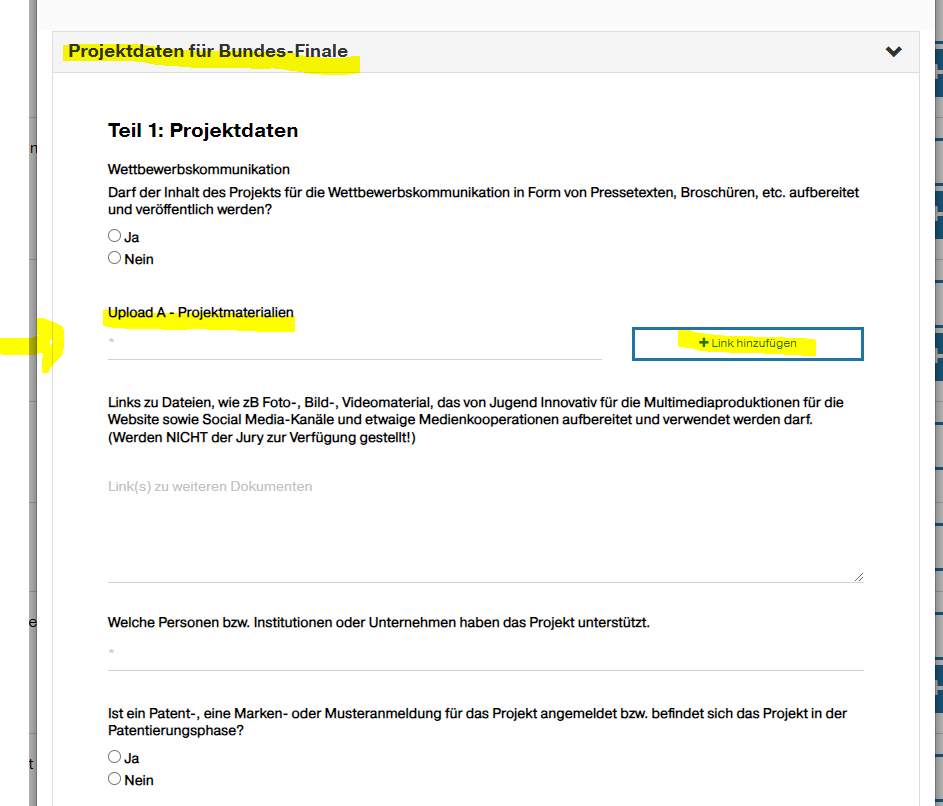 Projektdaten für Bundes-Finale
Teil 1: Projektdaten
Wettbewerbskommunikation
Darf der Inhalt des Projekts für die Wettbewerbskommunikation in Form von Pressetexten, Broschüren, etc. aufbereitet
und veröffentlich werden?
Ja
Nein
Upload A - Projektmaterialien
*
+ Link hinzufügen
Links zu Dateien, wie zB Foto-, Bild-, Videomaterial, das von Jugend Innovativ für die Multimediaproduktionen für die
Website sowie Social Media-Kanäle und etwaige Medienkooperationen aufbereitet und verwendet werden darf.
(Werden NICHT der Jury zur Verfügung gestellt!)
Link(s) zu weiteren Dokumenten
Welche Personen bzw. Institutionen oder Unternehmen haben das Projekt unterstützt.
*
Ist ein Patent-, eine Marken- oder Musteranmeldung für das Projekt angemeldet bzw. befindet sich das Projekt in der
Patentierungsphase?
Ja
Nein